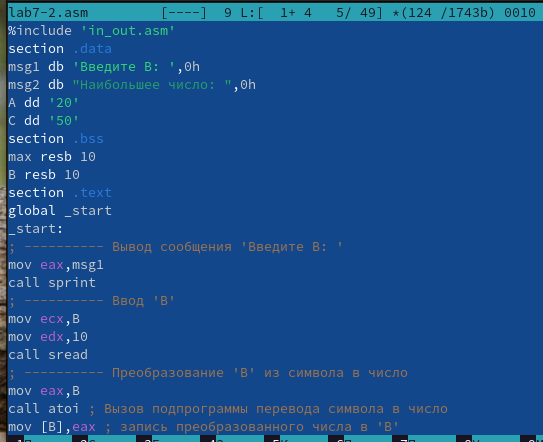 lab7-2.asm [----] 9 L:[ 1+ 4 5/ 49] *(124 /1743b) 0010
%include 'in_out.asm'
section .data
msg1 db 'Введите B: ',0h
msg2 db "Наибольшее число: ",0h
A dd '20'
C dd '50'
section .bss
max resb 10
B resb 10
section .text
global _start
_start:
; ---------- Вывод сообщения 'Введите B: '
mov eax,msg1
call sprint
; ---------- Ввод 'B'
mov ecx,B
mov edx,10
call sread
; ---------- Преобразование 'B' из символа в число
mov eax,B
call atoi ; Вызов подпрограммы перевода символа в число
mov [B],eax ; запись преобразованного числа в 'B'